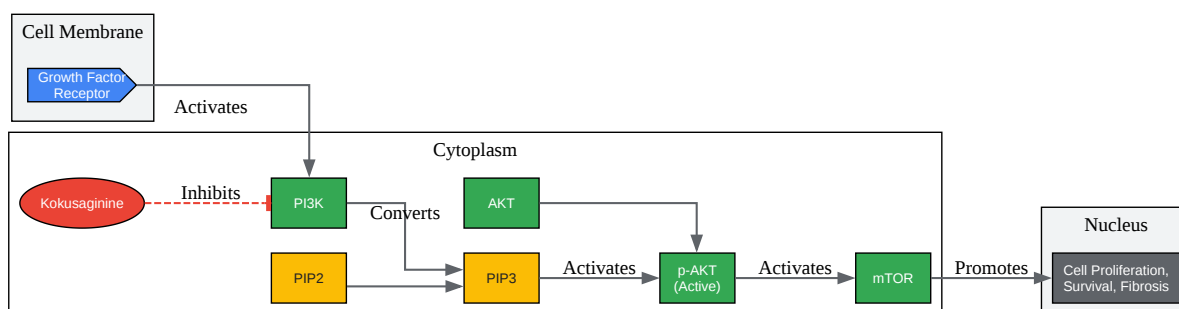 Cell Membrane
Growth Factor
Receptor
Activates
Cytoplasm
Kokusaginine
Inhibits
PI3K
Converts
AKT
PIP2
PIP3
Activates
p-AKT
(Active)
Activates
mTOR
Promotes
Nucleus
Cell Proliferation,
Survival, Fibrosis